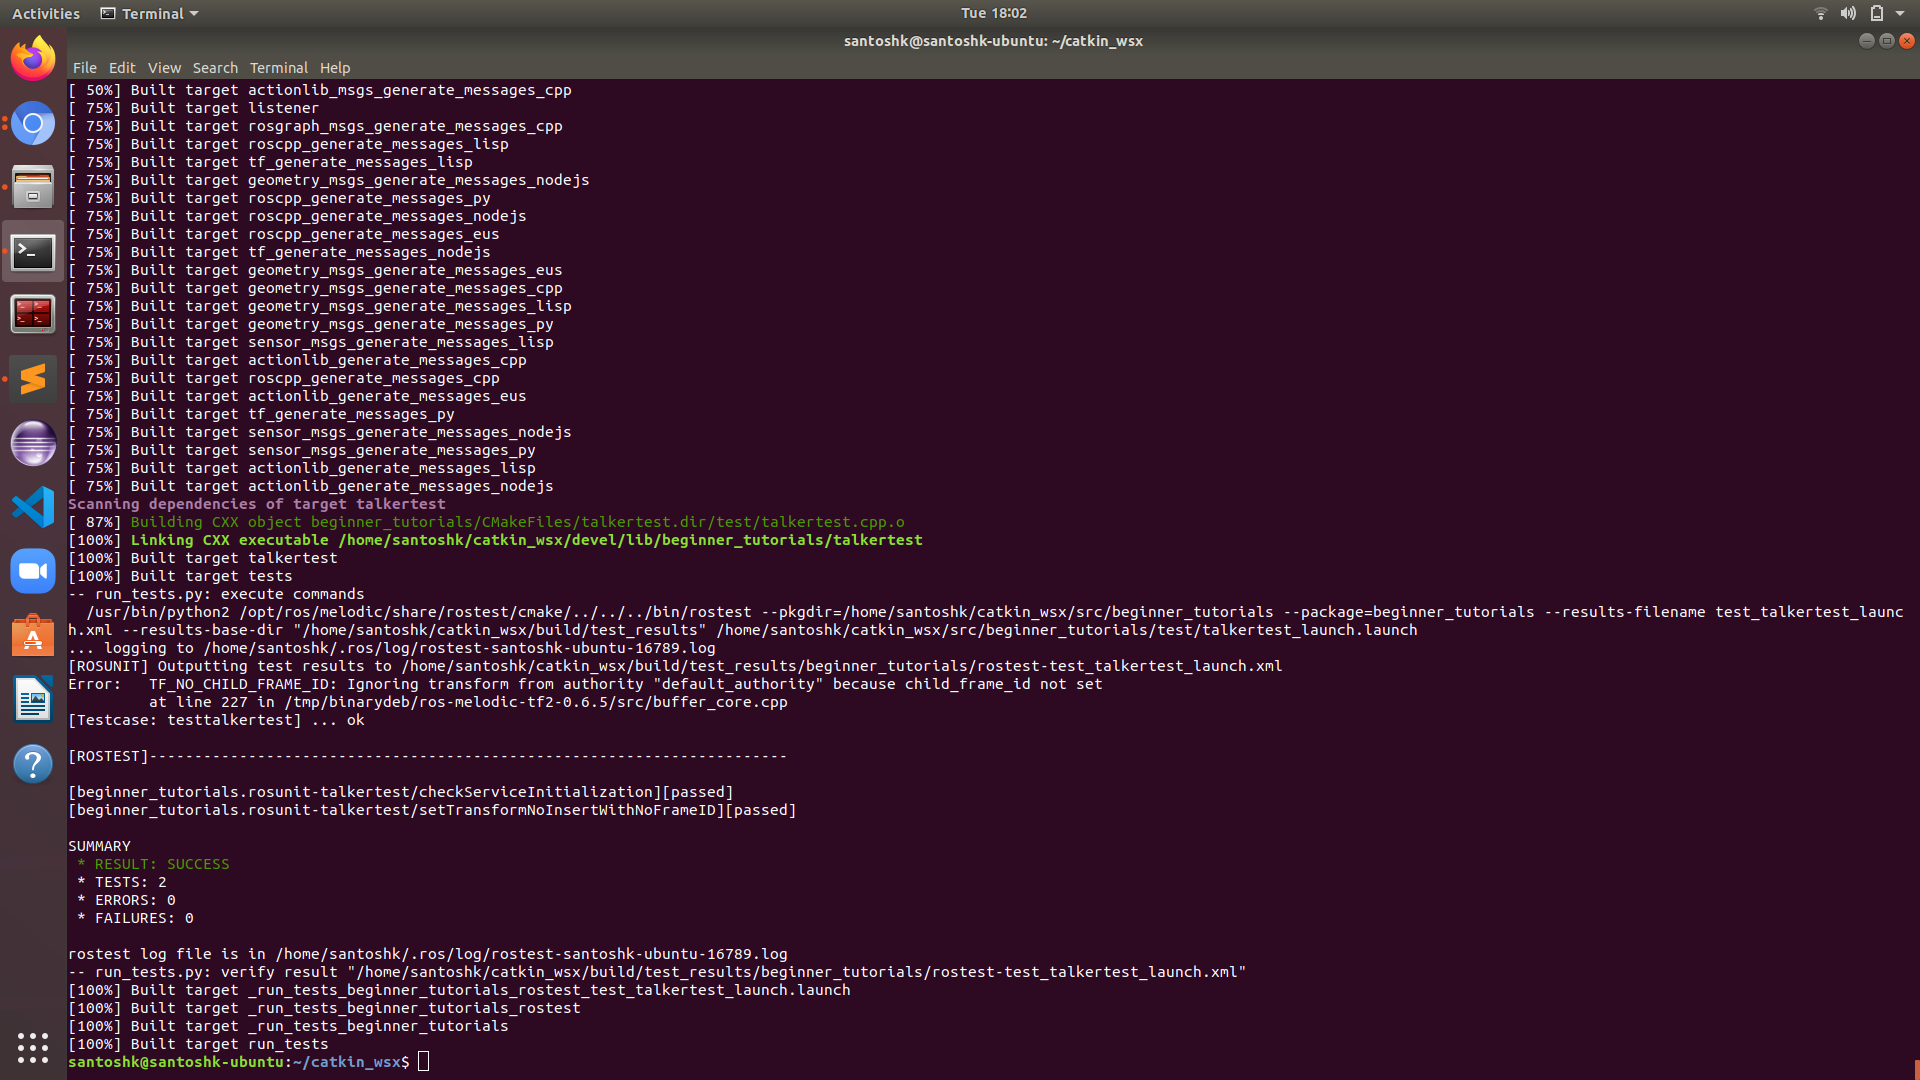 Activities Terminal Tue 18:02
santoshk@santoshk-ubuntu: ~/catkin_wsx
File Edit View Search Terminal Help
[ 50%] Built target actionlib_msgs_generate_messages_cpp
[ 75%] Built target listener
[ 75%] Built target rosgraph_msgs_generate_messages_cpp
[ 75%] Built target roscpp_generate_messages_lisp
[ 75%] Built target tf_generate_messages_lisp
[ 75%] Built target geometry_msgs_generate_messages_nodejs
[ 75%] Built target roscpp_generate_messages_py
[ 75%] Built target roscpp_generate_messages_nodejs
[ 75%] Built target roscpp_generate_messages_eus
[ 75%] Built target tf_generate_messages_nodejs
[ 75%] Built target geometry_msgs_generate_messages_eus
[ 75%] Built target geometry_msgs_generate_messages_cpp
[ 75%] Built target geometry_msgs_generate_messages_lisp
[ 75%] Built target geometry_msgs_generate_messages_py
[ 75%] Built target sensor_msgs_generate_messages_lisp
[ 75%] Built target actionlib_generate_messages_cpp
[ 75%] Built target roscpp_generate_messages_cpp
[ 75%] Built target actionlib_generate_messages_eus
[ 75%] Built target tf_generate_messages_py
[ 75%] Built target sensor_msgs_generate_messages_nodejs
[ 75%] Built target sensor_msgs_generate_messages_py
[ 75%] Built target actionlib_generate_messages_lisp
[ 75%] Built target actionlib_generate_messages_nodejs
Scanning dependencies of target talkertest
[ 87%] Building CXX object beginner_tutorials/CMakeFiles/talkertest.dir/test/talkertest.cpp.o
[100%] Linking CXX executable /home/santoshk/catkin_wsx/devel/lib/beginner_tutorials/talkertest
[100%] Built target talkertest
[100%] Built target tests
-- run_tests.py: execute commands
  /usr/bin/python2 /opt/ros/melodic/share/rostest/cmake/../../../bin/rostest --pkgdir=/home/santoshk/catkin_wsx/src/beginner_tutorials --package=beginner_tutorials --results-filename test_talkertest_launc
h.xml --results-base-dir "/home/santoshk/catkin_wsx/build/test_results" /home/santoshk/catkin_wsx/src/beginner_tutorials/test/talkertest_launch.launch
... logging to /home/santoshk/.ros/log/rostest-santoshk-ubuntu-16789.log
[ROSUNIT] Outputting test results to /home/santoshk/catkin_wsx/build/test_results/beginner_tutorials/rostest-test_talkertest_launch.xml
Error:   TF_NO_CHILD_FRAME_ID: Ignoring transform from authority "default_authority" because child_frame_id not set
         at line 227 in /tmp/binarydeb/ros-melodic-tf2-0.6.5/src/buffer_core.cpp
[Testcase: testtalkertest] ... ok
[ROSTEST]-----------------------------------------------------------------------
[beginner_tutorials.rosunit-talkertest/checkServiceInitialization][passed]
[beginner_tutorials.rosunit-talkertest/setTransformNoInsertWithNoFrameID][passed]
SUMMARY
 * RESULT: SUCCESS
 * TESTS: 2
 * ERRORS: 0
 * FAILURES: 0
rostest log file is in /home/santoshk/.ros/log/rostest-santoshk-ubuntu-16789.log
-- run_tests.py: verify result "/home/santoshk/catkin_wsx/build/test_results/beginner_tutorials/rostest-test_talkertest_launch.xml"
[100%] Built target _run_tests_beginner_tutorials_rostest_test_talkertest_launch.launch
[100%] Built target _run_tests_beginner_tutorials_rostest
[100%] Built target _run_tests_beginner_tutorials
[100%] Built target run_tests
santoshk@santoshk-ubuntu:~/catkin_wsx$